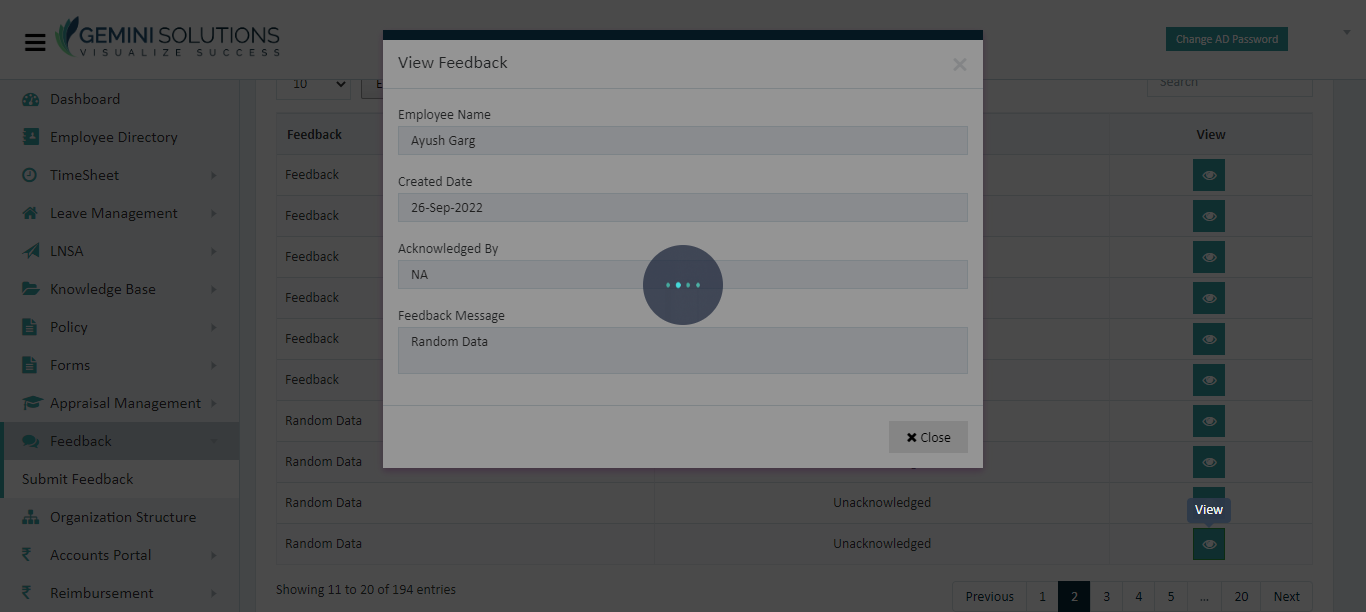 GEMINI SOLUTIONS
VISUALIZE SUCCESS
Change AD Password
Dashboard
Employee Directory
TimeSheet
Leave Management
LNSA
Knowledge Base
Policy
Forms
Appraisal Management
Feedback
Submit Feedback
Organization Structure
Accounts Portal
Reimbursement
10
Search
Feedback View
Feedback
Feedback
Feedback
Feedback
Feedback
Feedback
Random Data
Random Data
Random Data Unacknowledged
View
Random Data Unacknowledged
Showing 11 to 20 of 194 entries
Previous 1 2 3 4 5 ... 20 Next
View Feedback
Employee Name
Ayush Garg
Created Date
26-Sep-2022
Acknowledged By
NA
Feedback Message
Random Data
Close